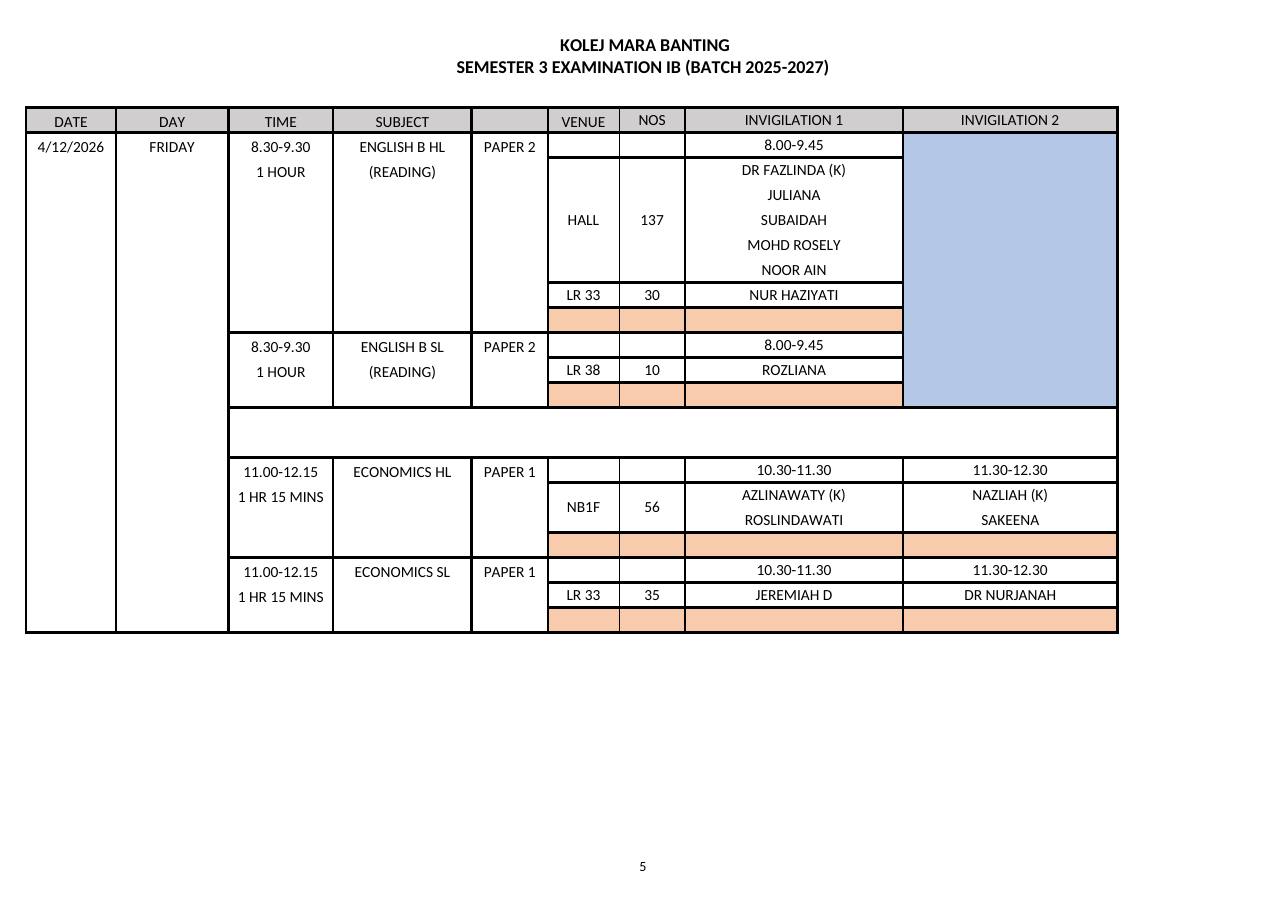 KOLEJ MARA BANTING
SEMESTER 3 EXAMINATION IB (BATCH 2025-2027)
DATE DAY TIME SUBJECT VENUE NOS INVIGILATION 1 INVIGILATION 2
4/12/2026 FRIDAY 8.30-9.30 ENGLISH B HL PAPER 2 8.00-9.45
1 HOUR (READING) DR FAZLINDA (K)
JULIANA
HALL 137 SUBAIDAH
MOHD ROSELY
NOOR AIN
LR 33 30 NUR HAZIYATI
8.30-9.30 ENGLISH B SL PAPER 2 8.00-9.45
1 HOUR (READING) LR 38 10 ROZLIANA
11.00-12.15 ECONOMICS HL PAPER 1 10.30-11.30 11.30-12.30
1 HR 15 MINS AZLINAWATY (K) NAZLIAH (K)
NB1F 56
ROSLINDAWATI SAKEENA
11.00-12.15 ECONOMICS SL PAPER 1 10.30-11.30 11.30-12.30
1 HR 15 MINS LR 33 35 JEREMIAH D DR NURJANAH
5